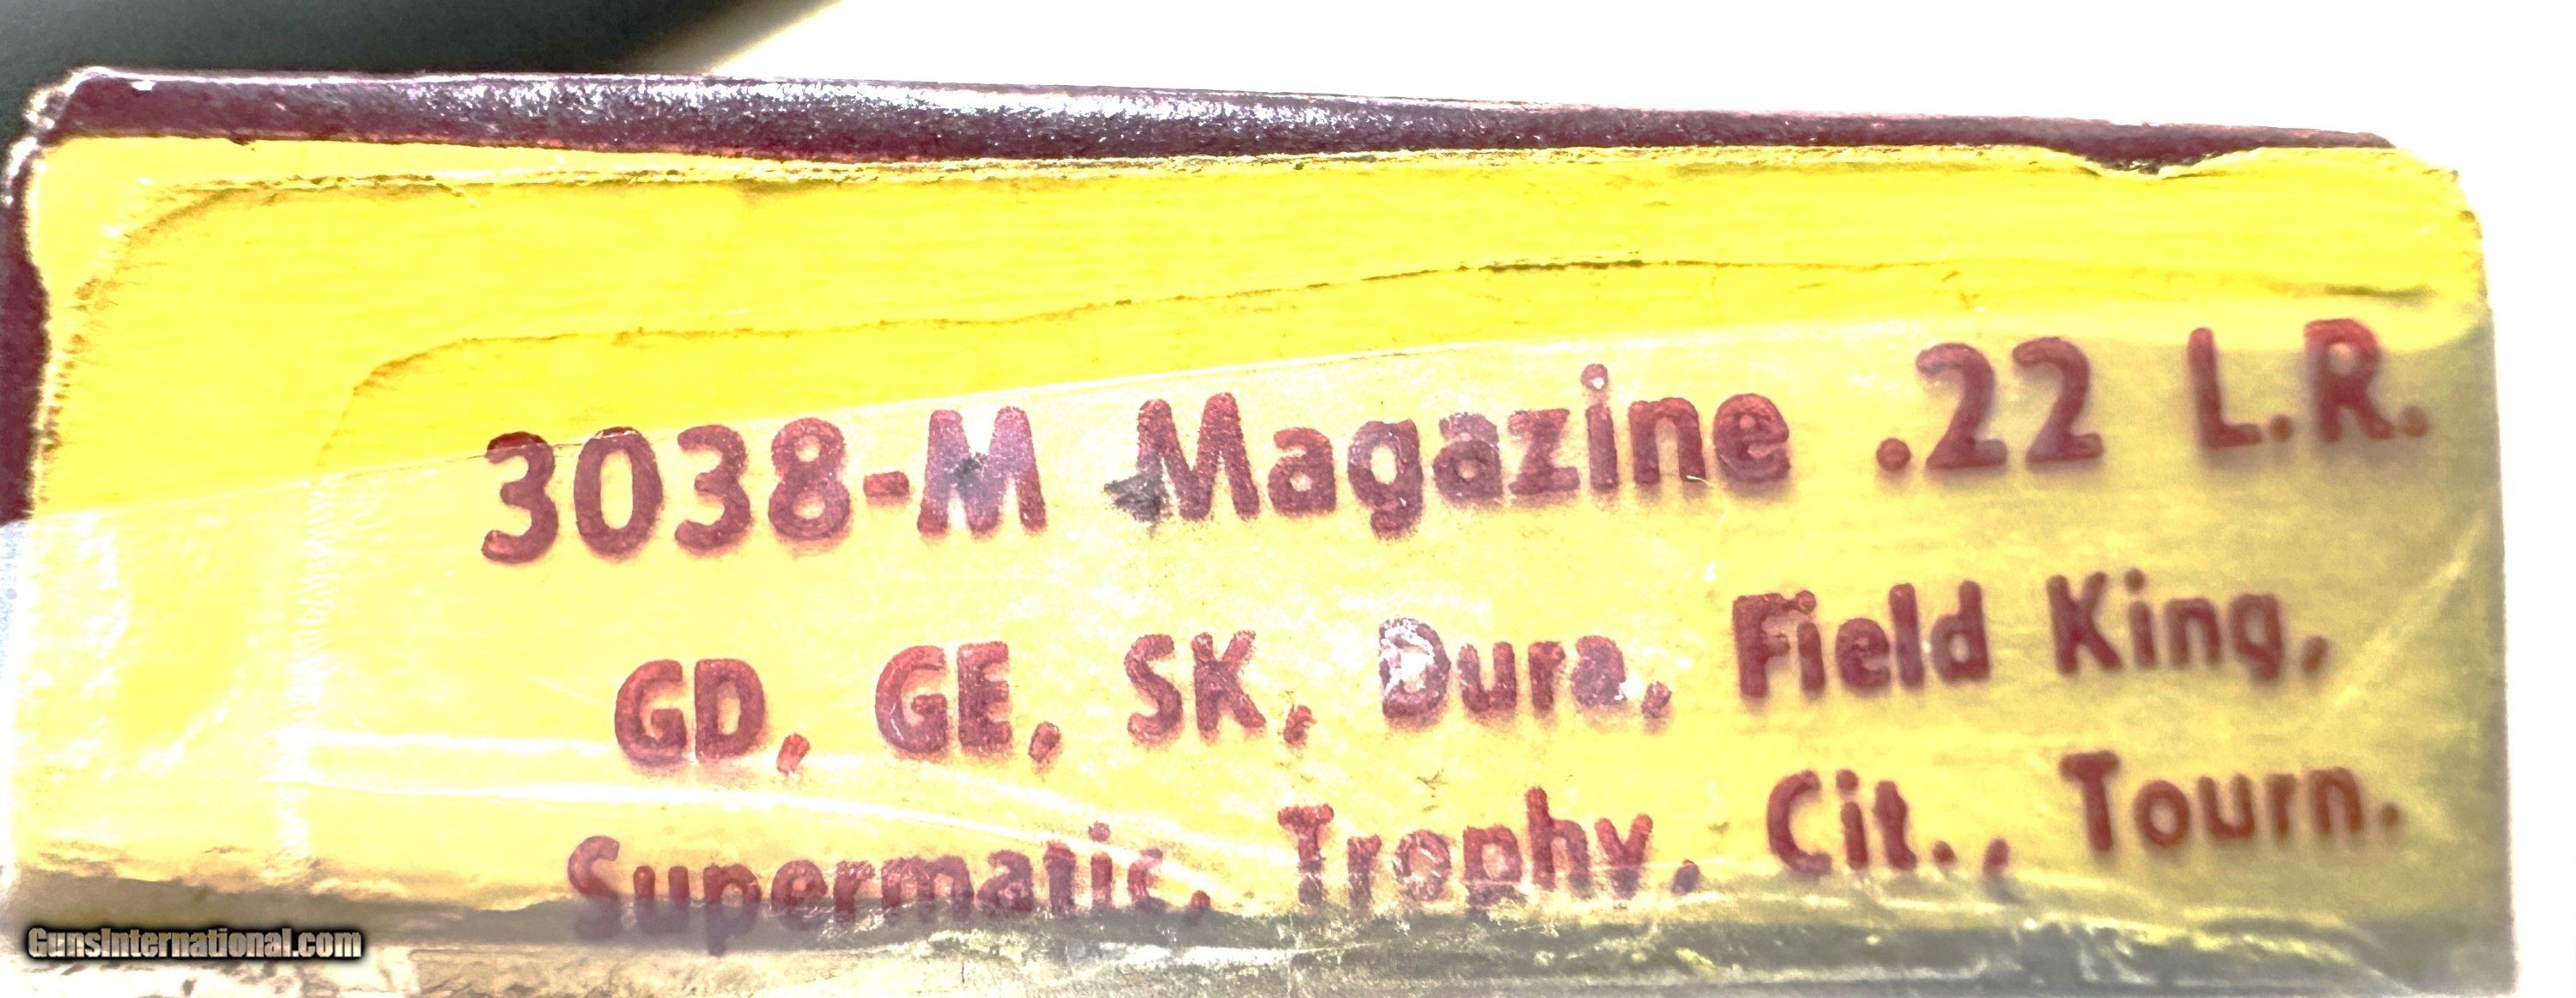 3038-M Magazine .22 L.R.
GD, GE, SK, Dura, Field King,
Supermatic, Trophy, Cit., Tourn.
GunsInternational.com